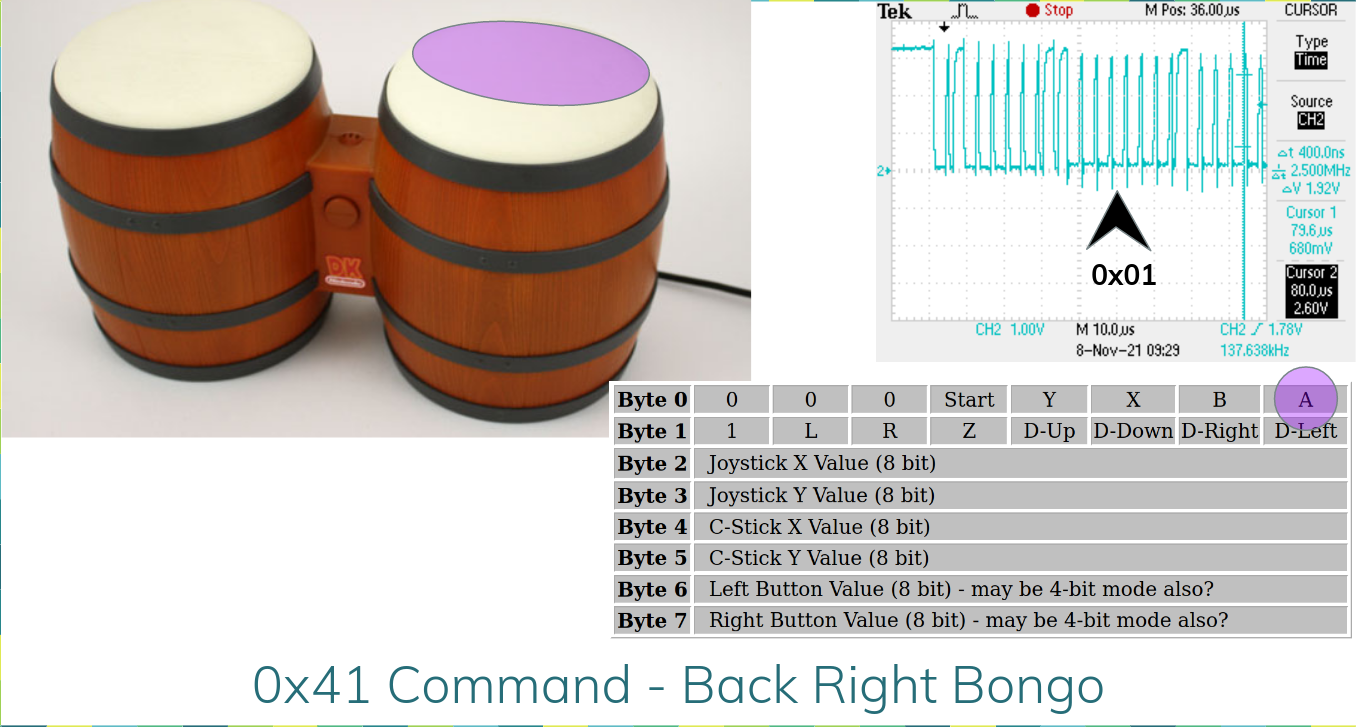 Tek Stop M Pos: 36.00µs CURSOR
Type
Time
Source
CH2
Δt 400.0ns
1/Δt 2.500MHz
ΔV 1.92V
2
Cursor 1
79.6µs
680mV
0x01
Cursor 2
80.0µs
2.60V
CH2 1.00V M 10.0µs CH2 1.78V
8-Nov-21 09:29 137.638kHz
DK
Nintendo
Byte 0 0 0 0 Start Y X B A
Byte 1 1 L R Z D-Up D-Down D-Right D-Left
Byte 2 Joystick X Value (8 bit)
Byte 3 Joystick Y Value (8 bit)
Byte 4 C-Stick X Value (8 bit)
Byte 5 C-Stick Y Value (8 bit)
Byte 6 Left Button Value (8 bit) - may be 4-bit mode also?
Byte 7 Right Button Value (8 bit) - may be 4-bit mode also?
0x41 Command - Back Right Bongo